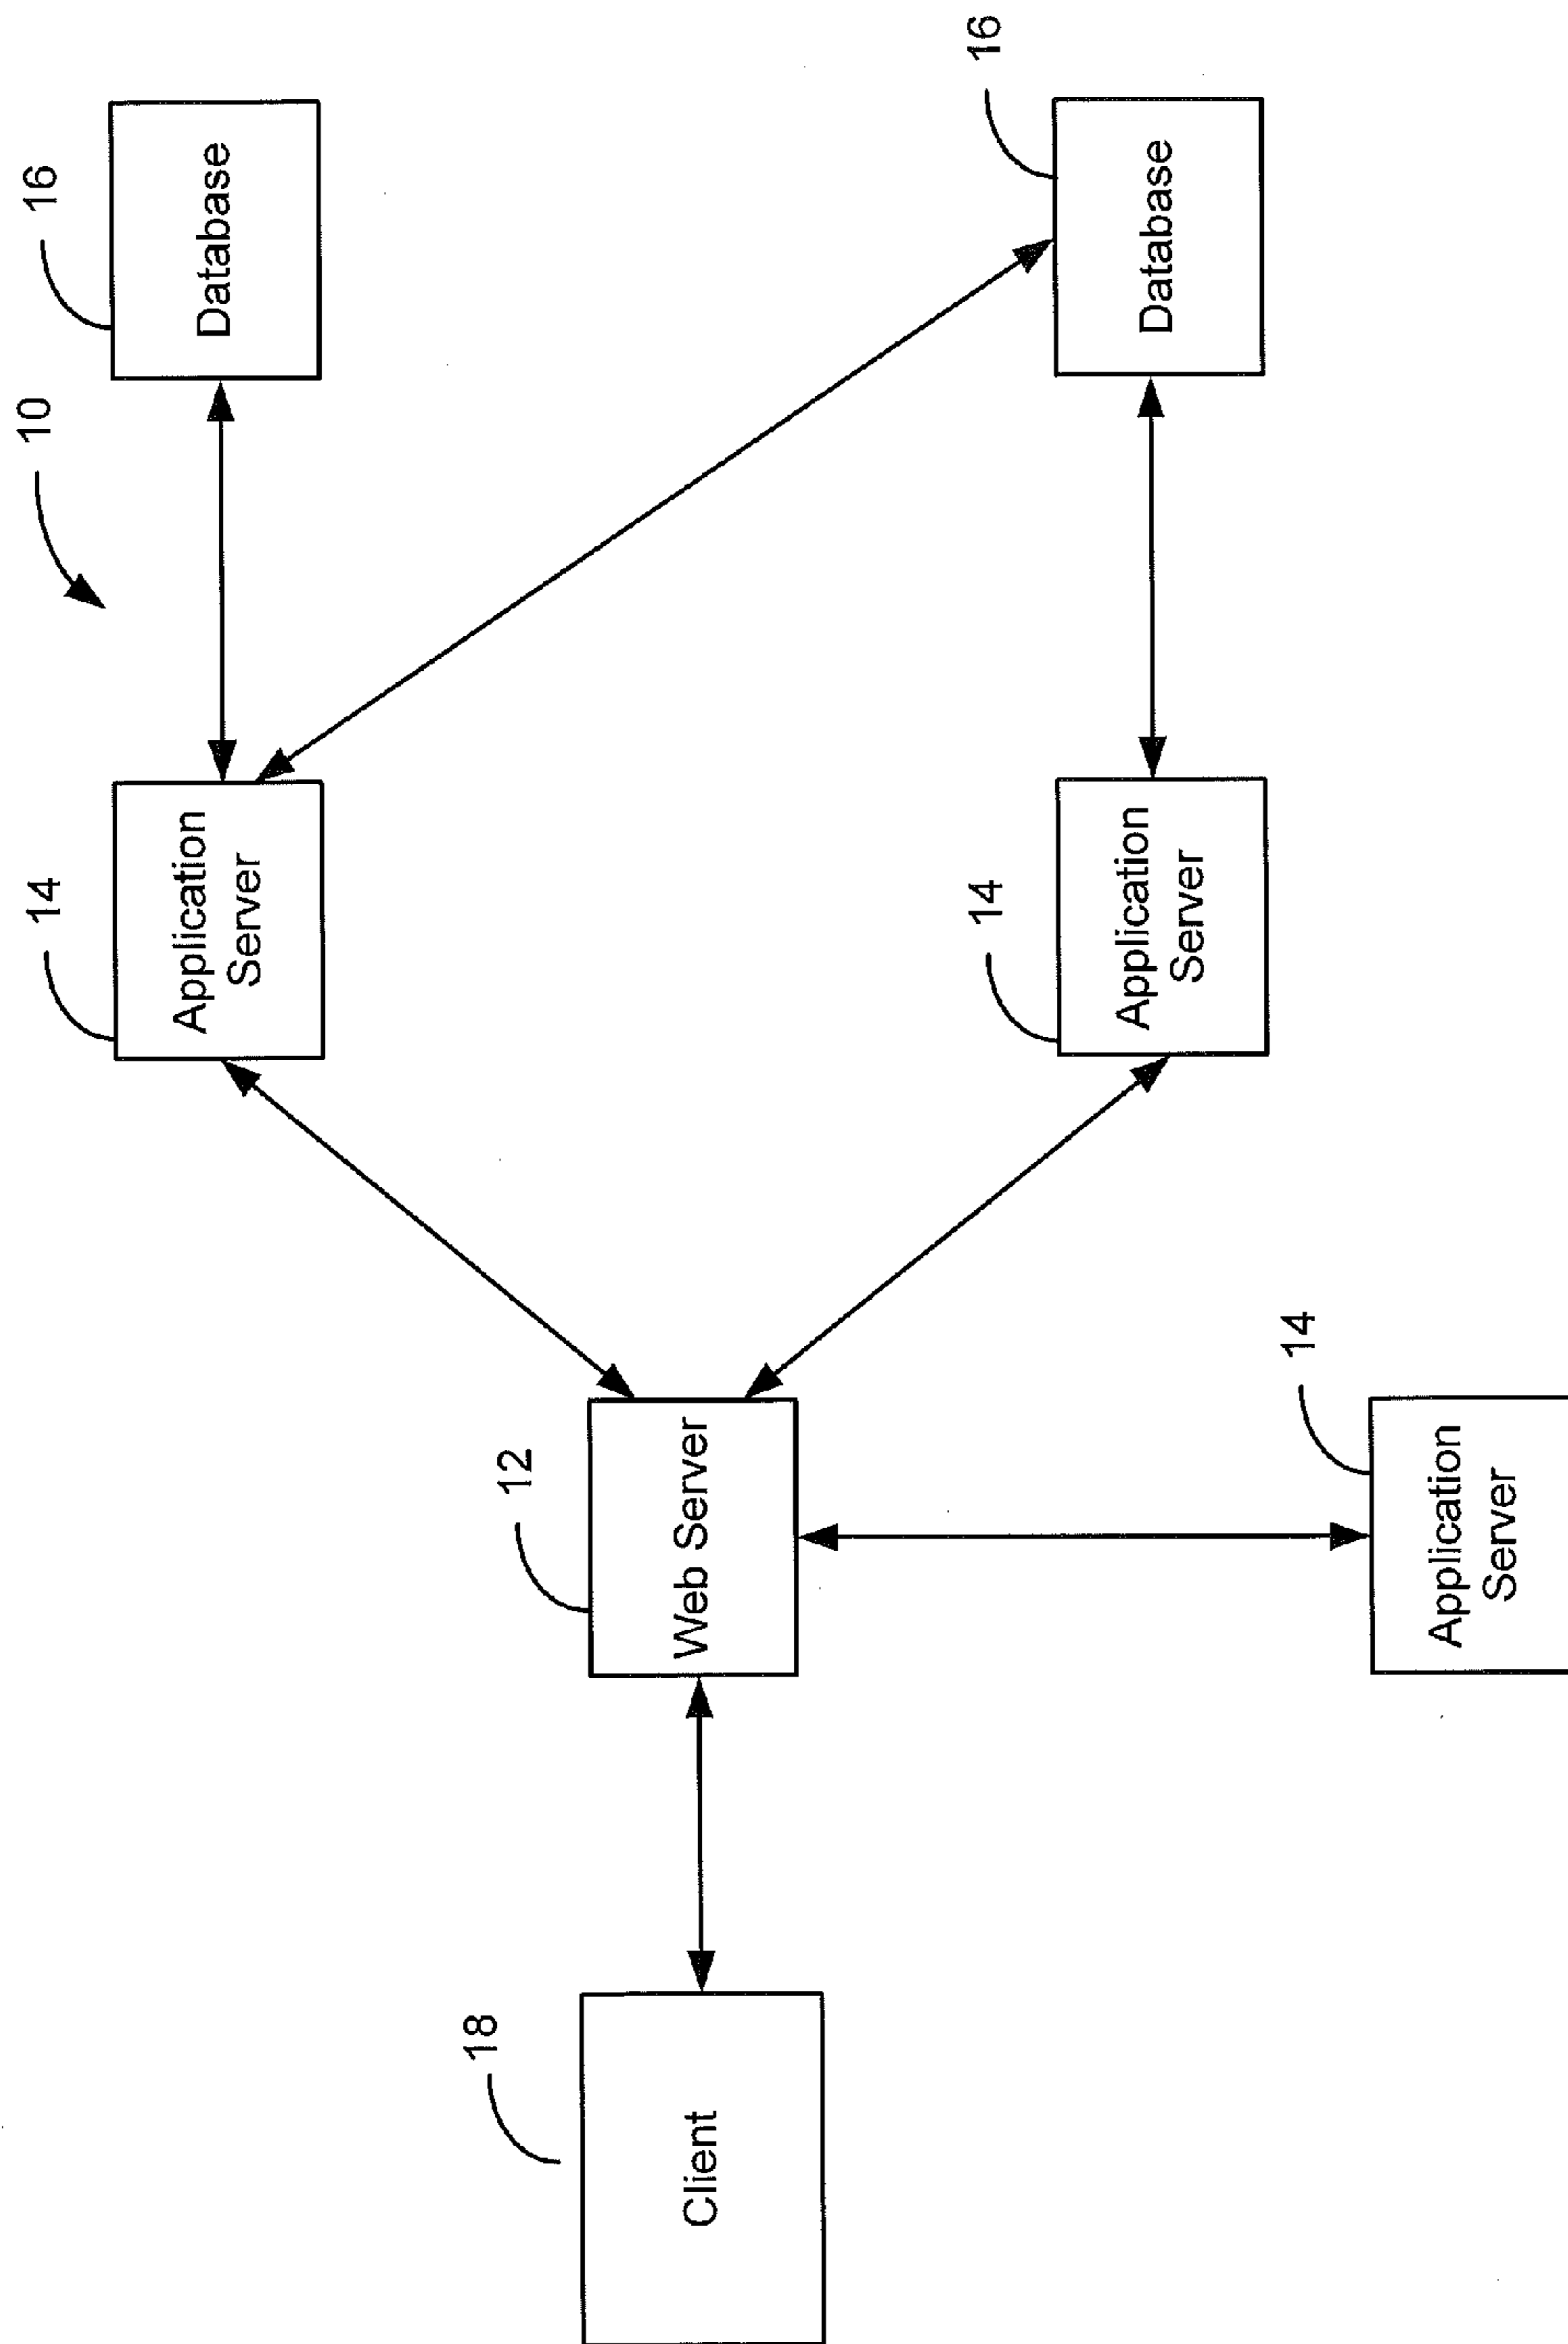 10
16
Database
14
Application
Server
16
Database
14
Application
Server
12
Web Server
18
Client
14
Application
Server